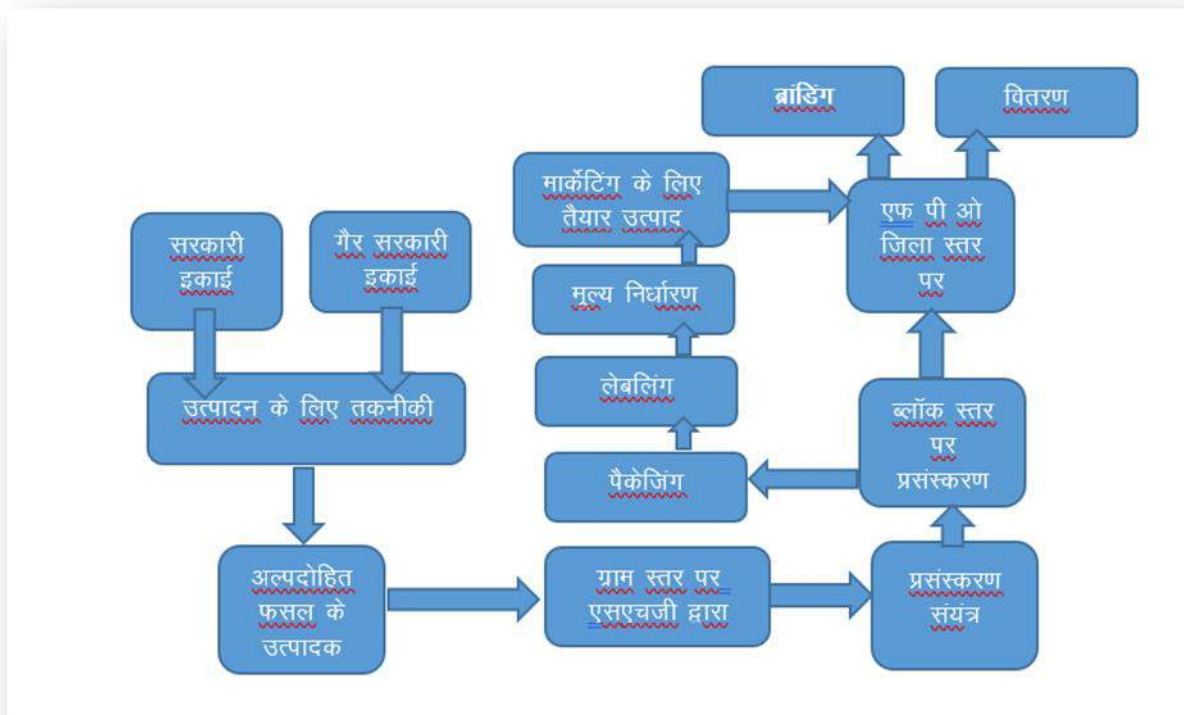 ब्रांडिंग
वितरण
मार्केटिंग के लिए
तैयार उत्पाद
एफ पी ओ
जिला स्तर
पर
सरकारी
इकाई
गैर सरकारी
इकाई
मूल्य निर्धारण
लेबलिंग
उत्पादन के लिए तकनीकी
ब्लॉक स्तर
पर
प्रसंस्करण
पैकेजिंग
अल्पदोहित
फसल के
उत्पादक
ग्राम स्तर पर
एसएचजी द्वारा
प्रसंस्करण
संयंत्र